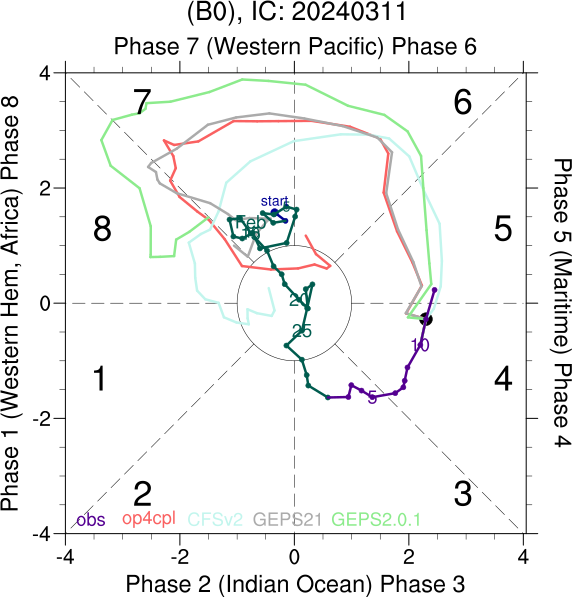 (B0), IC: 20240311
Phase 7 (Western Pacific) Phase 6
Phase 1 (Western Hem, Africa) Phase 8
4
2
0
-2
-4
7
6
8
5
1
4
2
3
start
5
Feb
20
25
5
10
obs op4cpl CFSv2 GEPS21 GEPS2.0.1
-4 -2 0 2 4
Phase 2 (Indian Ocean) Phase 3
Phase 5 (Maritime) Phase 4